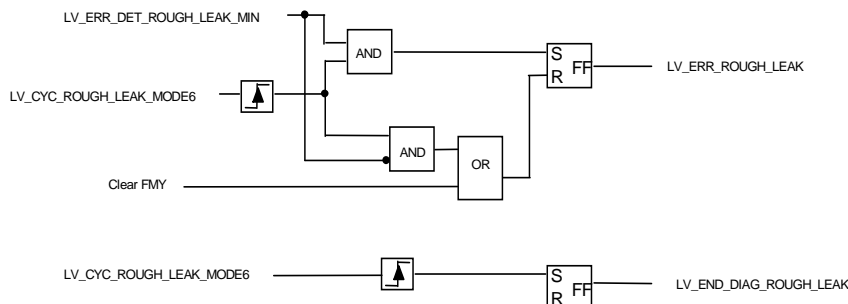 LV_ERR_DET_ROUGH_LEAK_MIN
AND
S
R
FF
LV_ERR_ROUGH_LEAK
LV_CYC_ROUGH_LEAK_MODE6
AND
OR
Clear FMY
LV_CYC_ROUGH_LEAK_MODE6
S
R
FF
LV_END_DIAG_ROUGH_LEAK